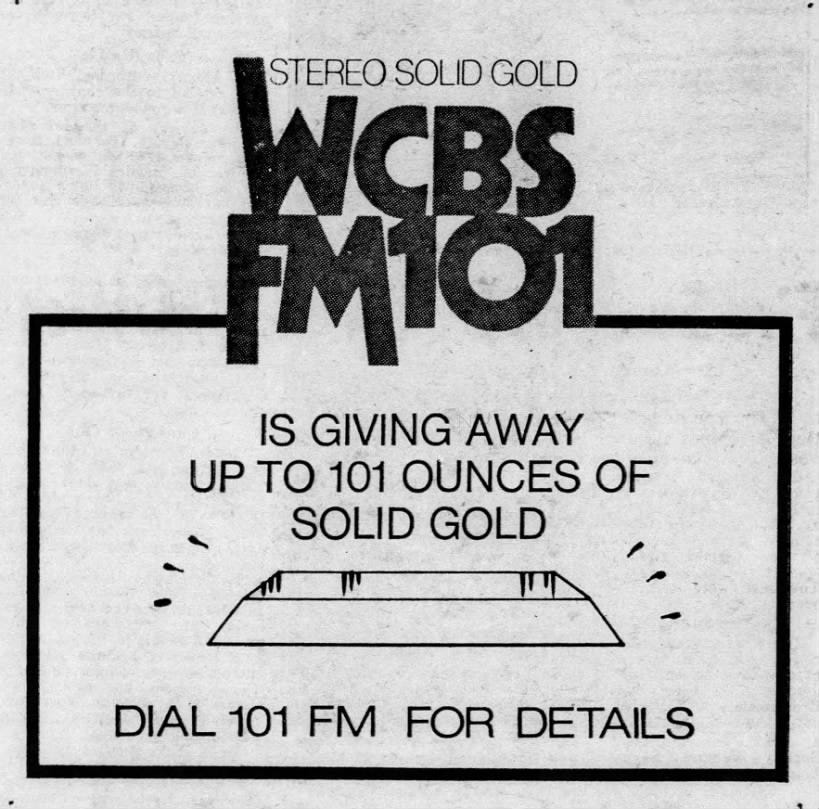 STEREO SOLID GOLD
WCBS
FM101
IS GIVING AWAY
UP TO 101 OUNCES OF
SOLID GOLD
DIAL 101 FM FOR DETAILS